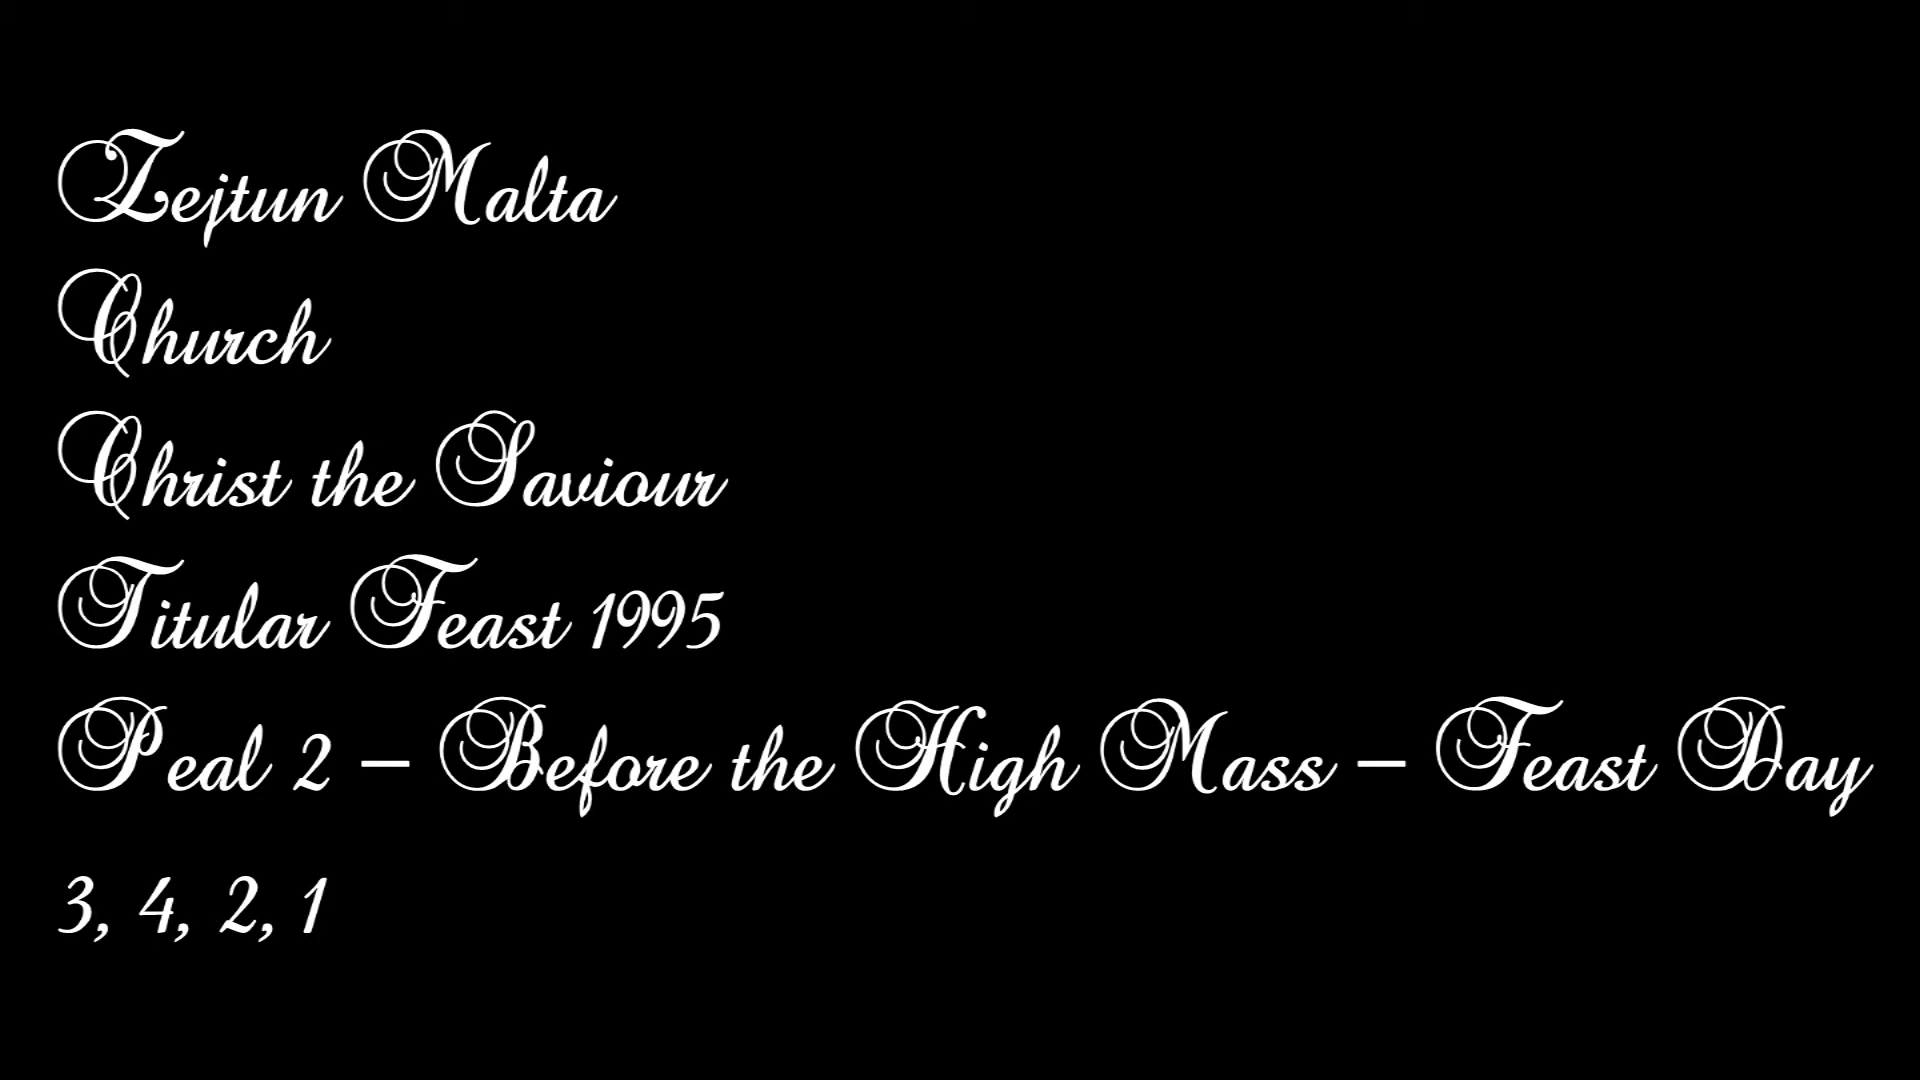 Zejtun Malta
Church
Christ the Saviour
Titular Feast 1995
Peal 2 – Before the High Mass – Feast Day
3, 4, 2, 1